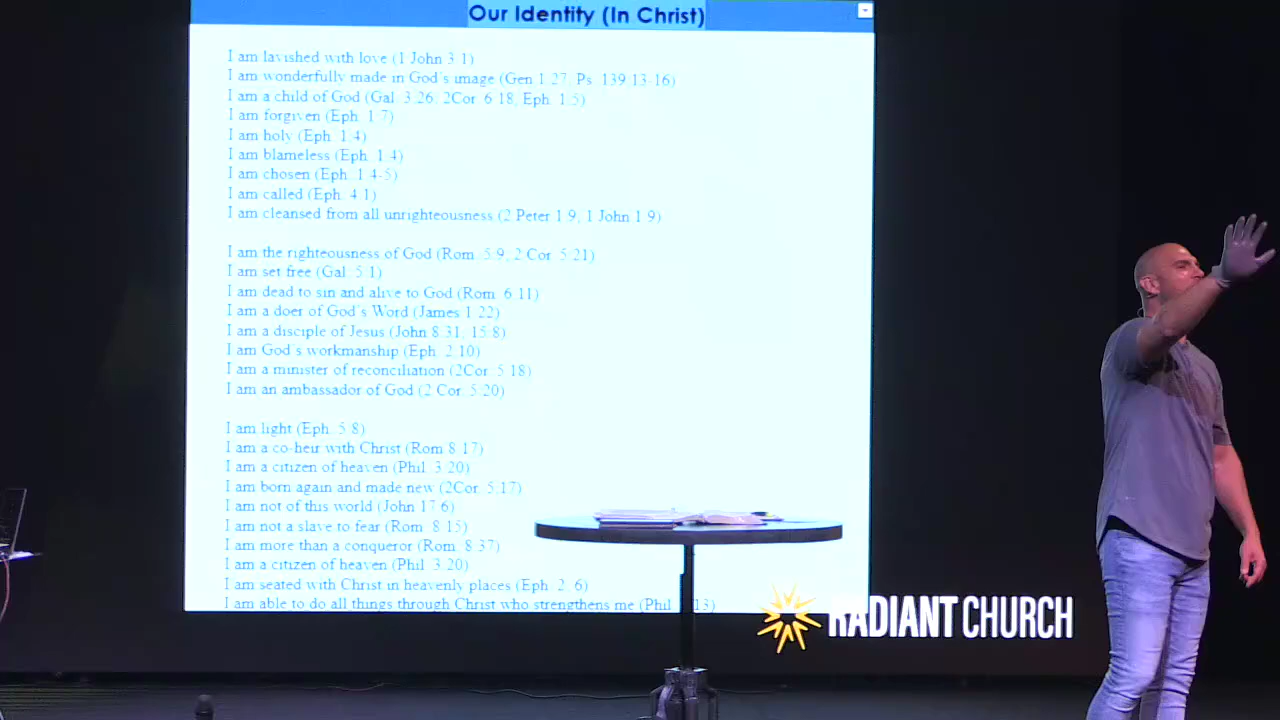 Our Identity (In Christ)
I am lavished with love (1 John 3:1)
I am wonderfully made in God's image (Gen 1:27, Ps. 139:13-16)
I am a child of God (Gal. 3:26, 2Cor. 6:18, Eph. 1:5)
I am forgiven (Eph. 1:7)
I am holy (Eph. 1:4)
I am blameless (Eph. 1:4)
I am chosen (Eph. 1:4-5)
I am called (Eph. 4:1)
I am cleansed from all unrighteousness (2 Peter 1:9, 1 John 1:9)
I am the righteousness of God (Rom. 5:9, 2 Cor. 5:21)
I am set free (Gal. 5:1)
I am dead to sin and alive to God (Rom. 6:11)
I am a doer of God's Word (James 1:22)
I am a disciple of Jesus (John 8:31, 15:8)
I am God's workmanship (Eph. 2:10)
I am a minister of reconciliation (2Cor. 5:18)
I am an ambassador of God (2 Cor. 5:20)
I am light (Eph. 5:8)
I am a co-heir with Christ (Rom 8:17)
I am a citizen of heaven (Phil. 3:20)
I am born again and made new (2Cor. 5:17)
I am not of this world (John 17:6)
I am not a slave to fear (Rom. 8:15)
I am more than a conqueror (Rom. 8:37)
I am a citizen of heaven (Phil. 3:20)
I am seated with Christ in heavenly places (Eph. 2: 6)
I am able to do all things through Christ who strengthens me (Phil 13)
RADIANT CHURCH